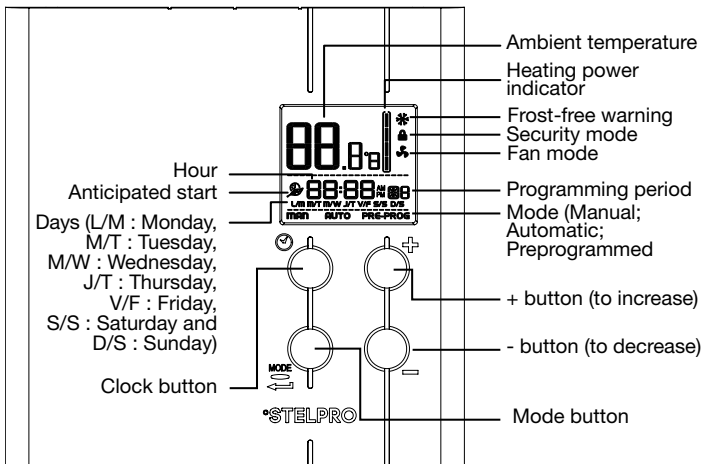 Ambient temperature
Heating power
indicator
Frost-free warning
Security mode
Fan mode
Programming period
Mode (Manual;
Automatic;
Preprogrammed
+ button (to increase)
- button (to decrease)
Mode button
Hour
Anticipated start
Days (L/M : Monday,
M/T : Tuesday,
M/W : Wednesday,
J/T : Thursday,
V/F : Friday,
S/S : Saturday and
D/S : Sunday)
Clock button
88.8°8
88:88 AM PM 88
L/M M/T M/W J/T V/F S/S D/S
MAN AUTO PRE-PROG
MODE
°STELPRO